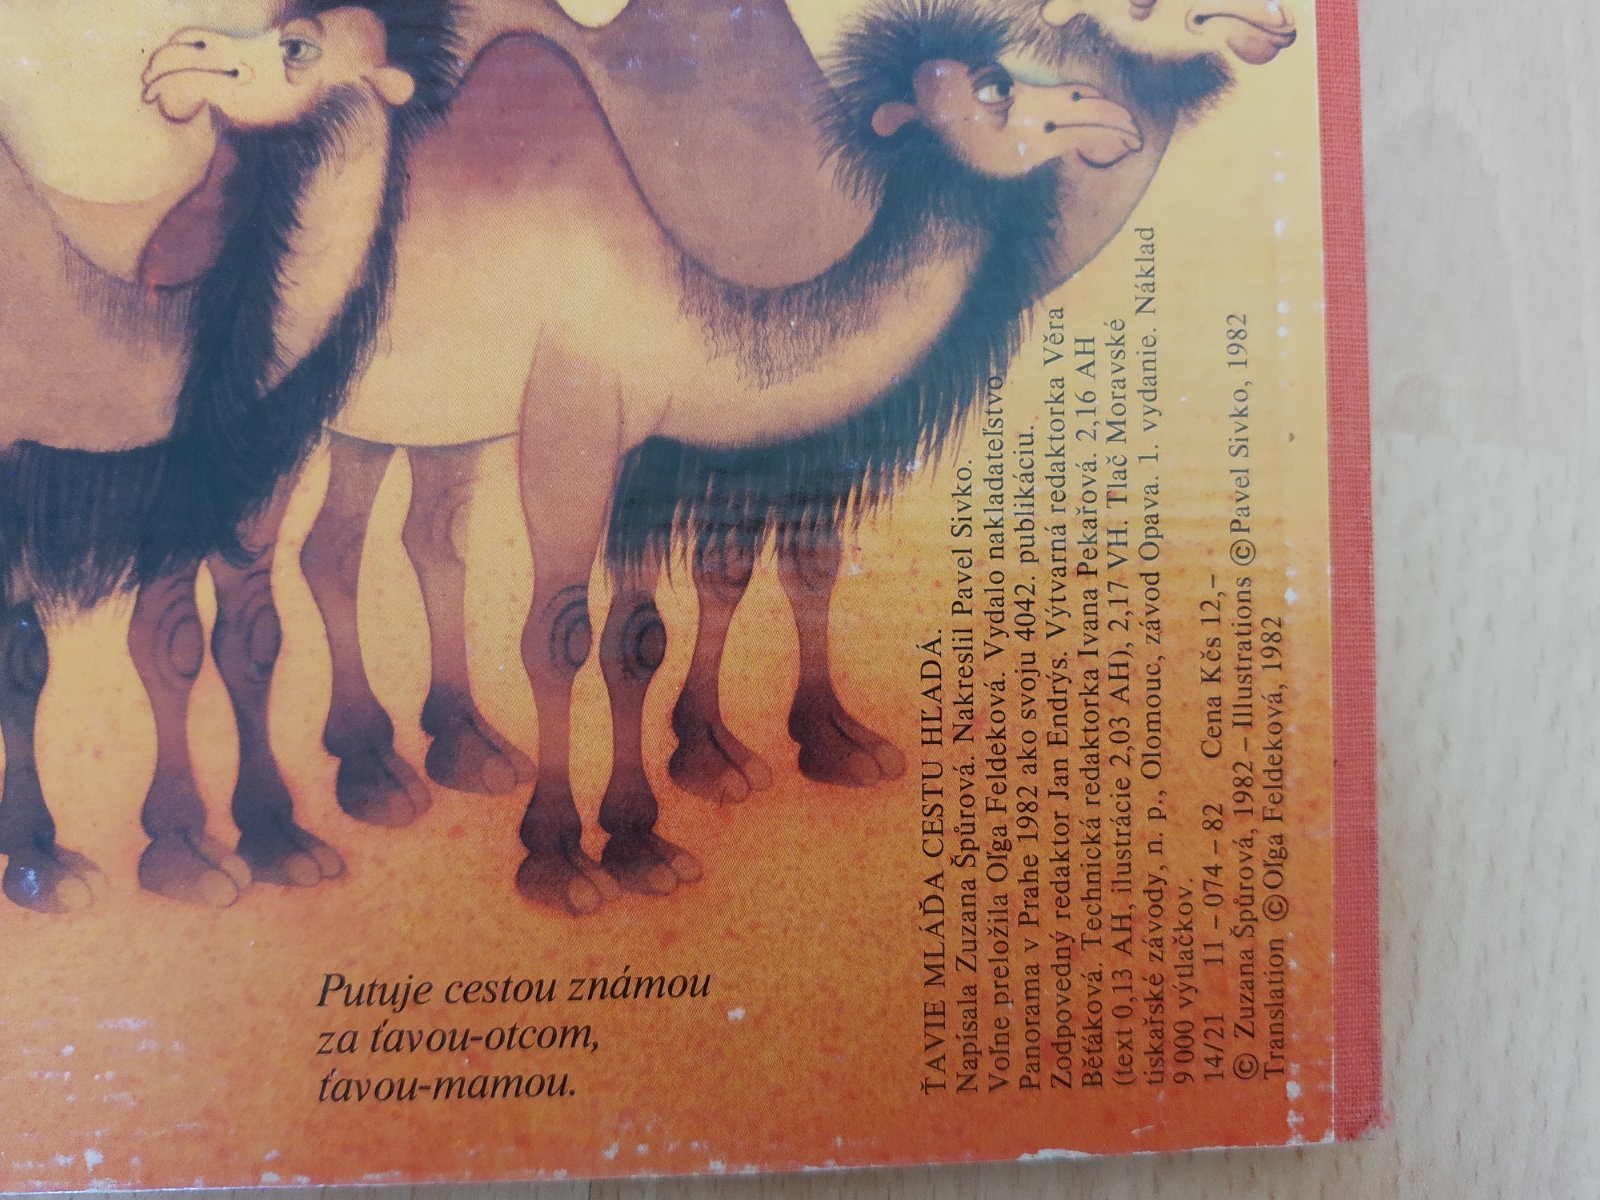 Putuje cestou známou
za ťavou-otcom,
ťavou-mamou.
ŤAVIE MLÁĎA CESTU HĽADÁ.
Napísala Zuzana Špůrová. Nakreslil Pavel Sivko.
Voľne preložila Oľga Feldeková. Vydalo nakladateľstvo
Panorama v Prahe 1982 ako svoju 4042. publikáciu.
Zodpovedný redaktor Jan Endrýs. Výtvarná redaktorka Věra
Běťáková. Technická redaktorka Ivana Pekařová. 2,16 AH
(text 0,13 AH, ilustrácie 2,03 AH), 2,17 VH. Tlač Moravské
tiskařské závody, n. p., Olomouc, závod Opava. 1. vydanie. Náklad
9 000 výtlačkov.
14/21 11 – 074 – 82 Cena Kčs 12,–
© Zuzana Špůrová, 1982 – Illustrations © Pavel Sivko, 1982
Translation © Oľga Feldeková, 1982